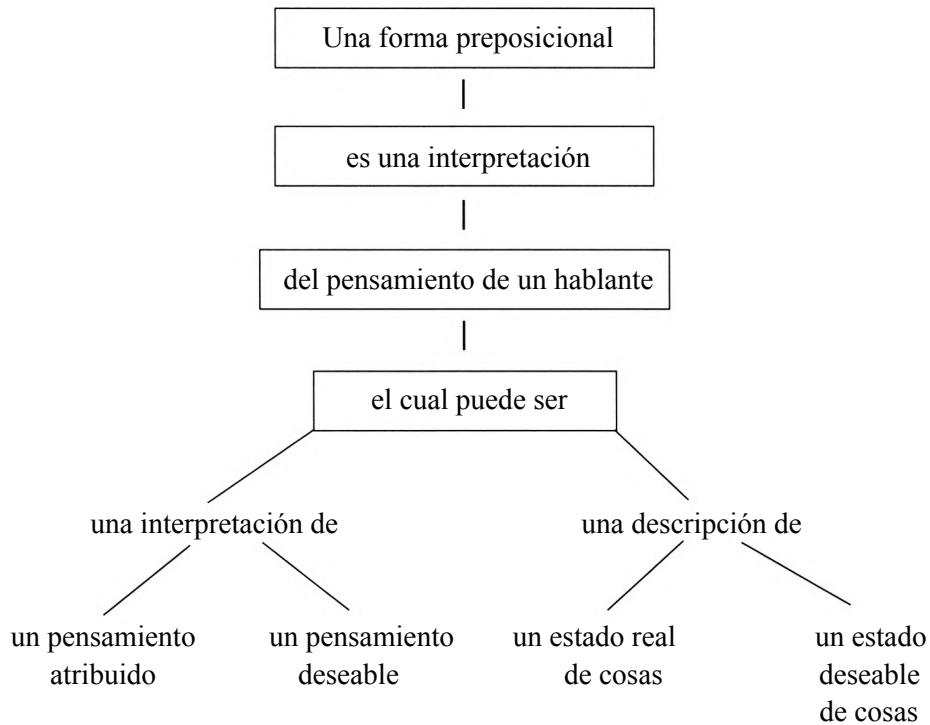 Una forma preposicional
es una interpretación
del pensamiento de un hablante
el cual puede ser
una interpretación de
una descripción de
un pensamiento
atribuido
un pensamiento
deseable
un estado real
de cosas
un estado
deseable
de cosas